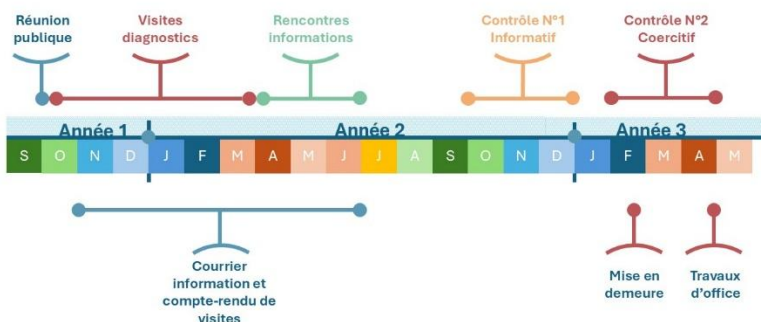 Réunion
publique
Visites
diagnostics
Rencontres
informations
Contrôle N°1
Informatif
Contrôle N°2
Coercitif
Année 1
Année 2
Année 3
S O N D J F M A M J J A S O N D J F M A M
Courrier
information et
compte-rendu de
visites
Mise en
demeure
Travaux
d'office